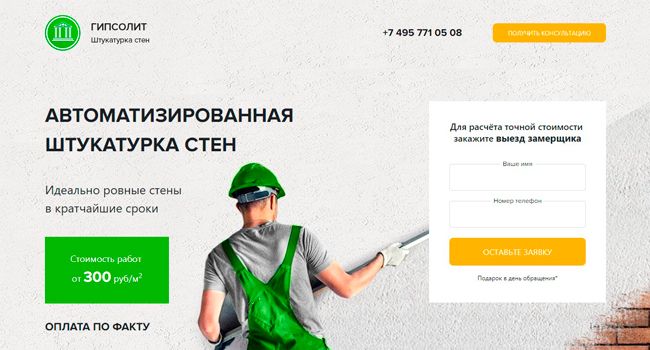 ГИПСОЛИТ
Штукатурка стен
+7 495 771 05 08
ПОЛУЧИТЬ КОНСУЛЬТАЦИЮ
АВТОМАТИЗИРОВАННАЯ
ШТУКАТУРКА СТЕН
Идеально ровные стены
в кратчайшие сроки
Стоимость работ
от 300 руб/м²
ОПЛАТА ПО ФАКТУ
Для расчёта точной стоимости
закажите выезд замерщика
Ваше имя
Номер телефон
ОСТАВЬТЕ ЗАЯВКУ
Подарок в день обращения*